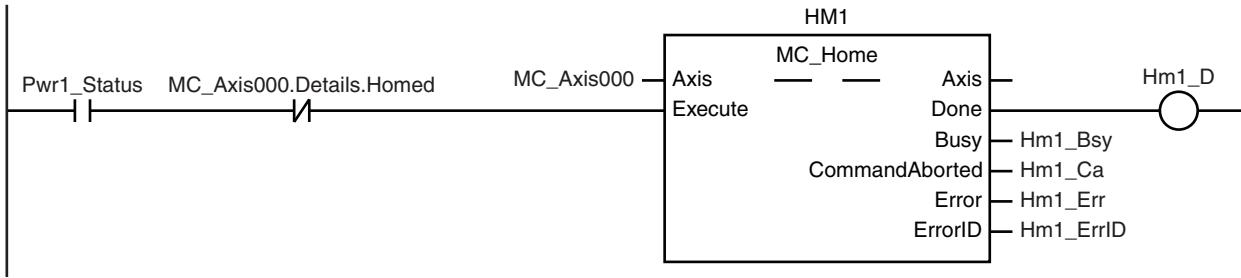 HM1
MC_Home
Pwr1_Status MC_Axis000.Details.Homed MC_Axis000 Axis Axis Hm1_D
Execute Done
Busy Hm1_Bsy
CommandAborted Hm1_Ca
Error Hm1_Err
ErrorID Hm1_ErrID